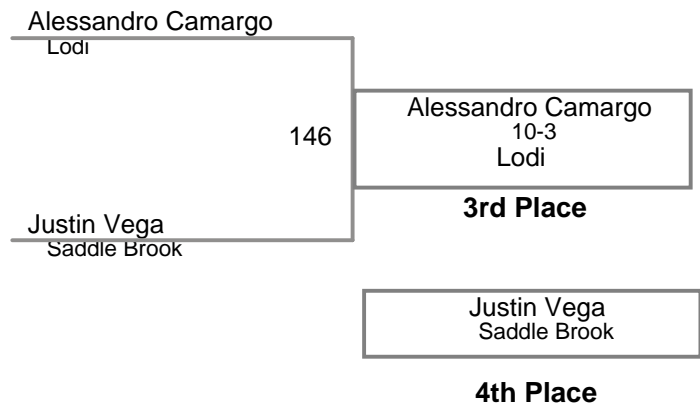 Alessandro Camargo
Lodi
146
Alessandro Camargo
10-3
Lodi
3rd Place
Justin Vega
Saddle Brook
Justin Vega
Saddle Brook
4th Place